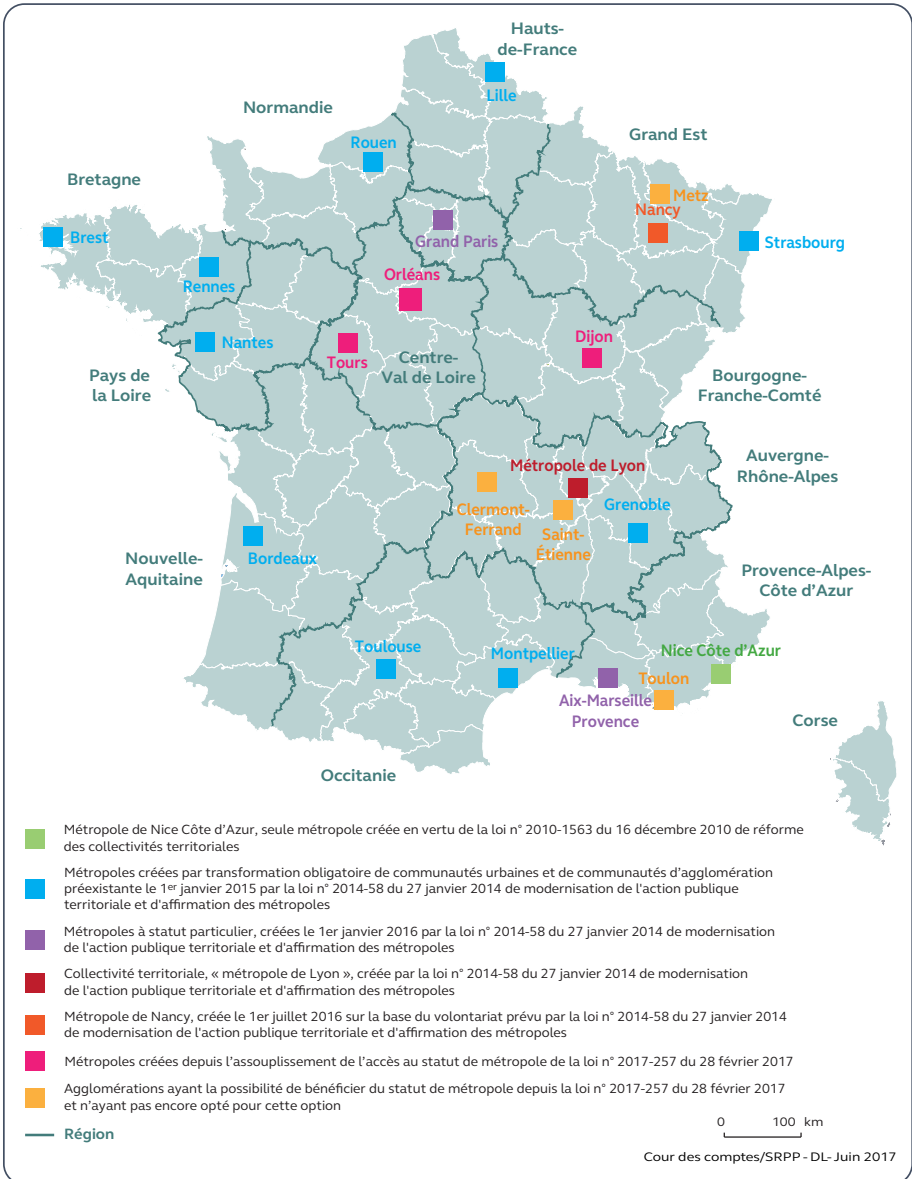 Hauts-
de-France
Lille
Normandie
Rouen
Grand Est
Metz
Nancy
Bretagne
Brest
Grand Paris
Strasbourg
Rennes
Orléans
Nantes
Tours
Centre-
Val de Loire
Dijon
Pays de
la Loire
Bourgogne-
Franche-Comté
Métropole de Lyon
Auvergne-
Rhône-Alpes
Clermont-
Ferrand
Grenoble
Saint-
Étienne
Nouvelle-
Aquitaine
Bordeaux
Provence-Alpes-
Côte d’Azur
Toulouse
Montpellier
Nice Côte d’Azur
Toulon
Aix-Marseille
Provence
Corse
Occitanie
Métropole de Nice Côte d’Azur, seule métropole créée en vertu de la loi n° 2010-1563 du 16 décembre 2010 de réforme
des collectivités territoriales
Métropoles créées par transformation obligatoire de communautés urbaines et de communautés d’agglomération
préexistante le 1er janvier 2015 par la loi n° 2014-58 du 27 janvier 2014 de modernisation de l'action publique
territoriale et d'affirmation des métropoles
Métropoles à statut particulier, créées le 1er janvier 2016 par la loi n° 2014-58 du 27 janvier 2014 de modernisation
de l'action publique territoriale et d'affirmation des métropoles
Collectivité territoriale, « métropole de Lyon », créée par la loi n° 2014-58 du 27 janvier 2014 de modernisation
de l'action publique territoriale et d'affirmation des métropoles
Métropole de Nancy, créée le 1er juillet 2016 sur la base du volontariat prévu par la loi n° 2014-58 du 27 janvier 2014
de modernisation de l'action publique territoriale et d'affirmation des métropoles
Métropoles créées depuis l’assouplissement de l’accès au statut de métropole de la loi n° 2017-257 du 28 février 2017
Agglomérations ayant la possibilité de bénéficier du statut de métropole depuis la loi n° 2017-257 du 28 février 2017
et n’ayant pas encore opté pour cette option
Région
0 100 km
Cour des comptes/SRPP - DL- Juin 2017